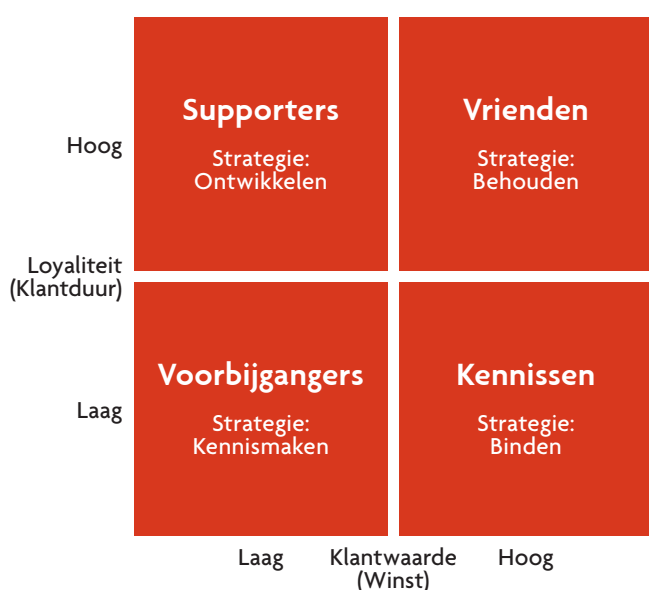 Supporters
Strategie:
Ontwikkelen
Vrienden
Strategie:
Behouden
Hoog
Loyaliteit
(Klantduur)
Voorbijgangers
Strategie:
Kennismaken
Kennissen
Strategie:
Binden
Laag
Laag
Klantwaarde
(Winst)
Hoog